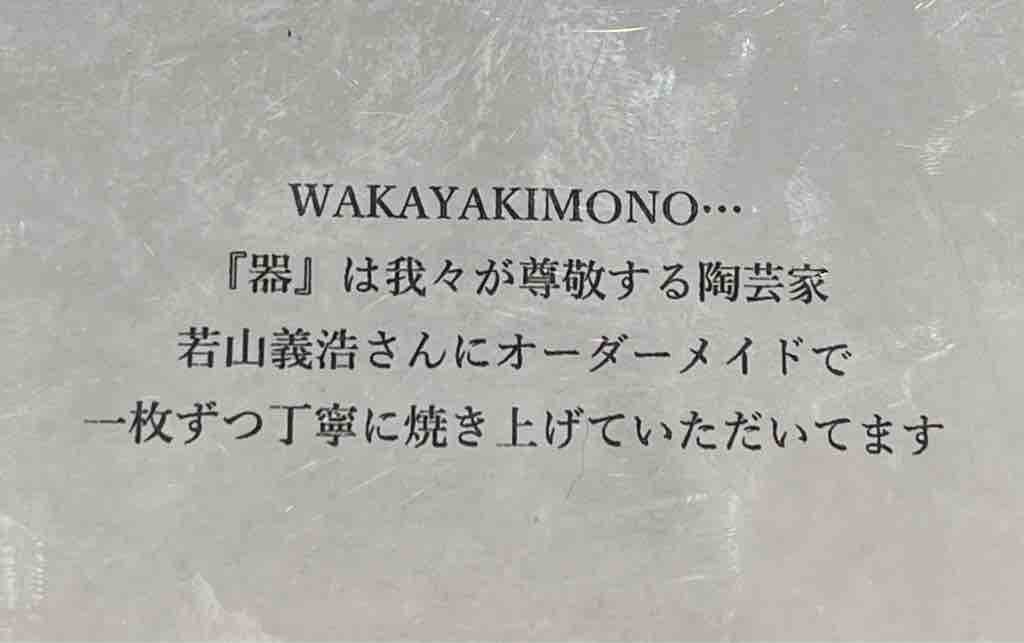 WAKAYAKIMONO…
『器』は我々が尊敬する陶芸家
若山義浩さんにオーダーメイドで
一枚ずつ丁寧に焼き上げていただいてます